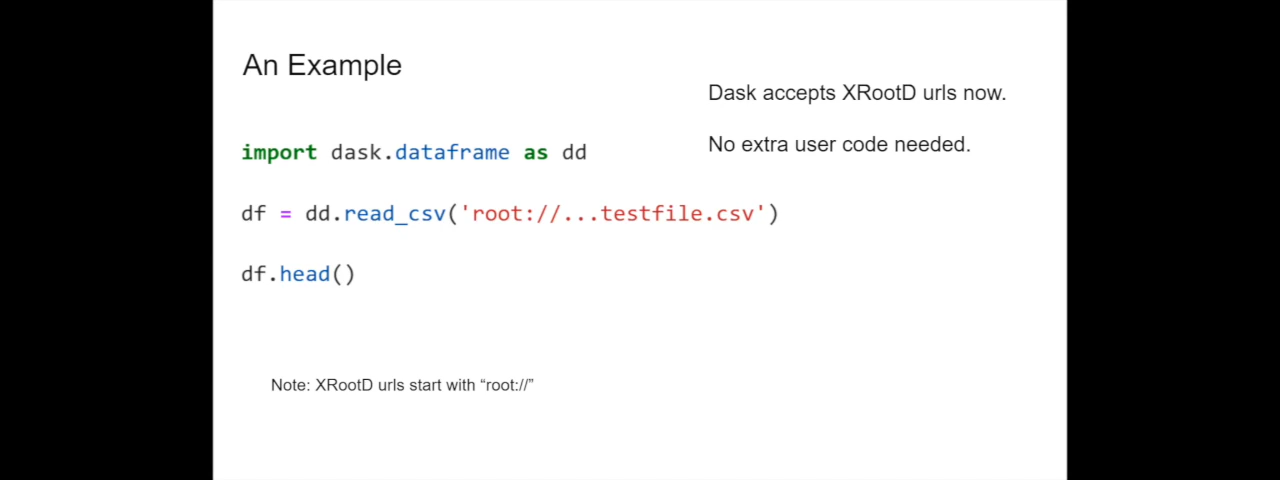 An Example
Dask accepts XRootD urls now.
No extra user code needed.
import dask.dataframe as dd
df = dd.read_csv('root://...testfile.csv')
df.head()
Note: XRootD urls start with “root://”